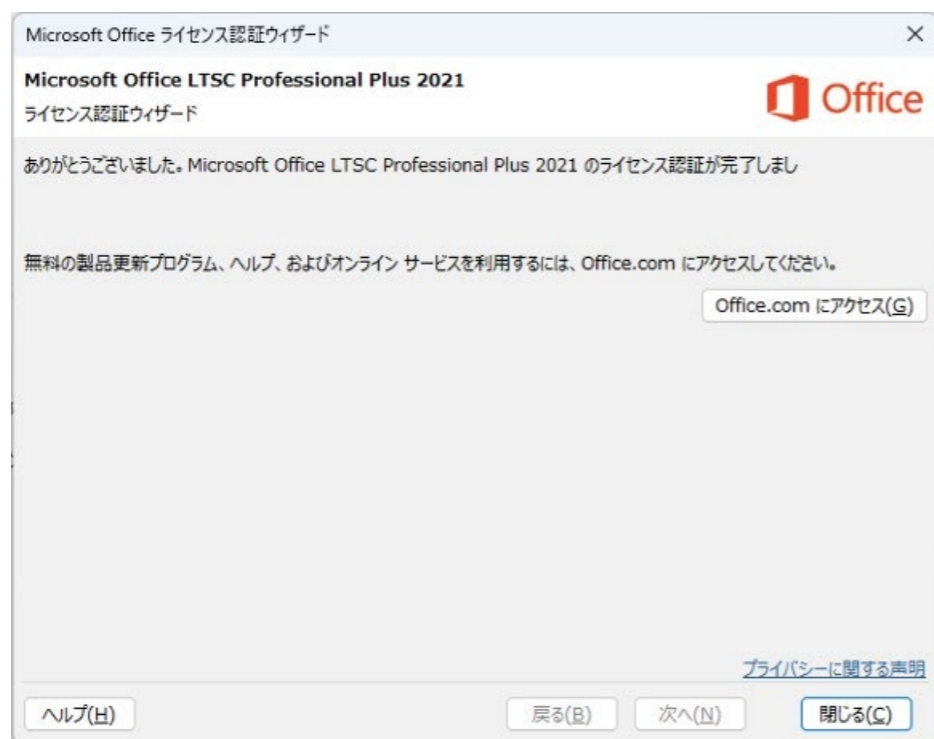 Microsoft Office ライセンス認証ウィザード
Microsoft Office LTSC Professional Plus 2021
Office
ライセンス認証ウィザード
ありがとうございました。Microsoft Office LTSC Professional Plus 2021 のライセンス認証が完了しまし
無料の製品更新プログラム、ヘルプ、およびオンライン サービスを利用するには、Office.com にアクセスしてください。
Office.com にアクセス(G)
プライバシーに関する声明
ヘルプ(H)
戻る(B)
次へ(N)
閉じる(C)